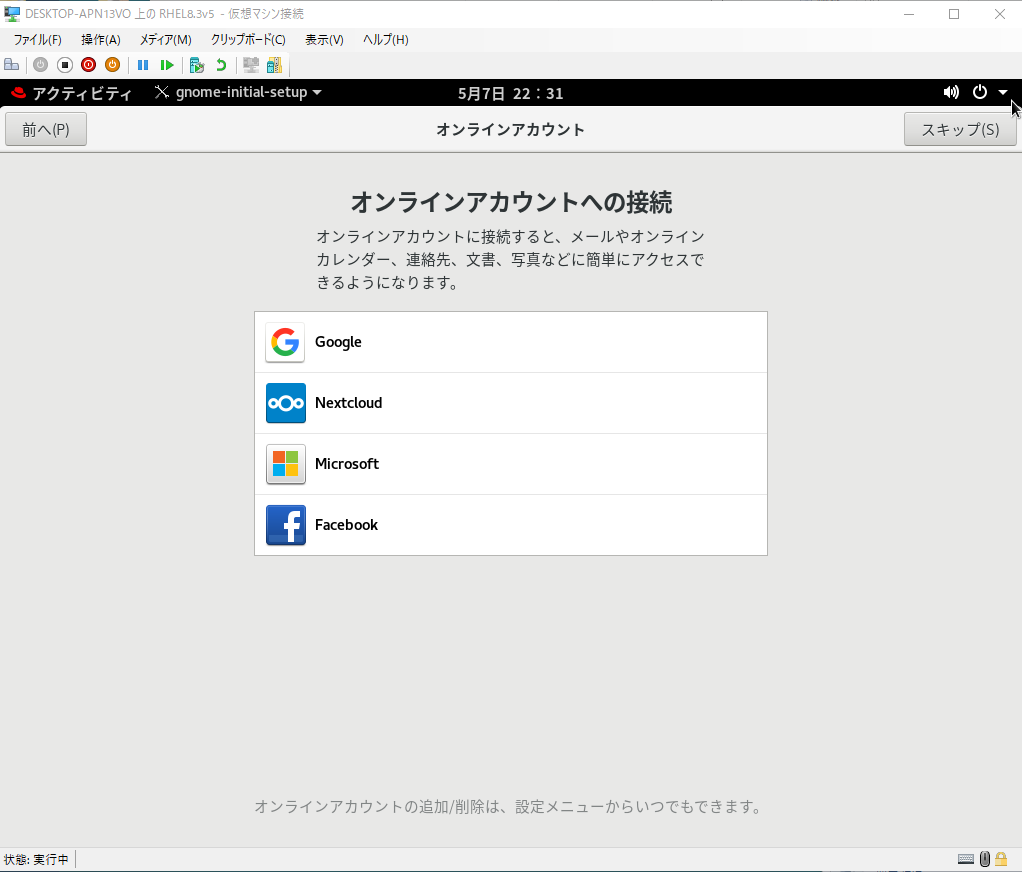 DESKTOP-APN13VO 上の RHEL8.3v5 - 仮想マシン接続
ファイル(F) 操作(A) メディア(M) クリップボード(C) 表示(V) ヘルプ(H)
アクティビティ gnome-initial-setup 5月7日 22：31
前へ(P) オンラインアカウント スキップ(S)
オンラインアカウントへの接続
オンラインアカウントに接続すると、メールやオンライン
カレンダー、連絡先、文書、写真などに簡単にアクセスで
きるようになります。
Google
Nextcloud
Microsoft
Facebook
オンラインアカウントの追加/削除は、設定メニューからいつでもできます。
状態: 実行中